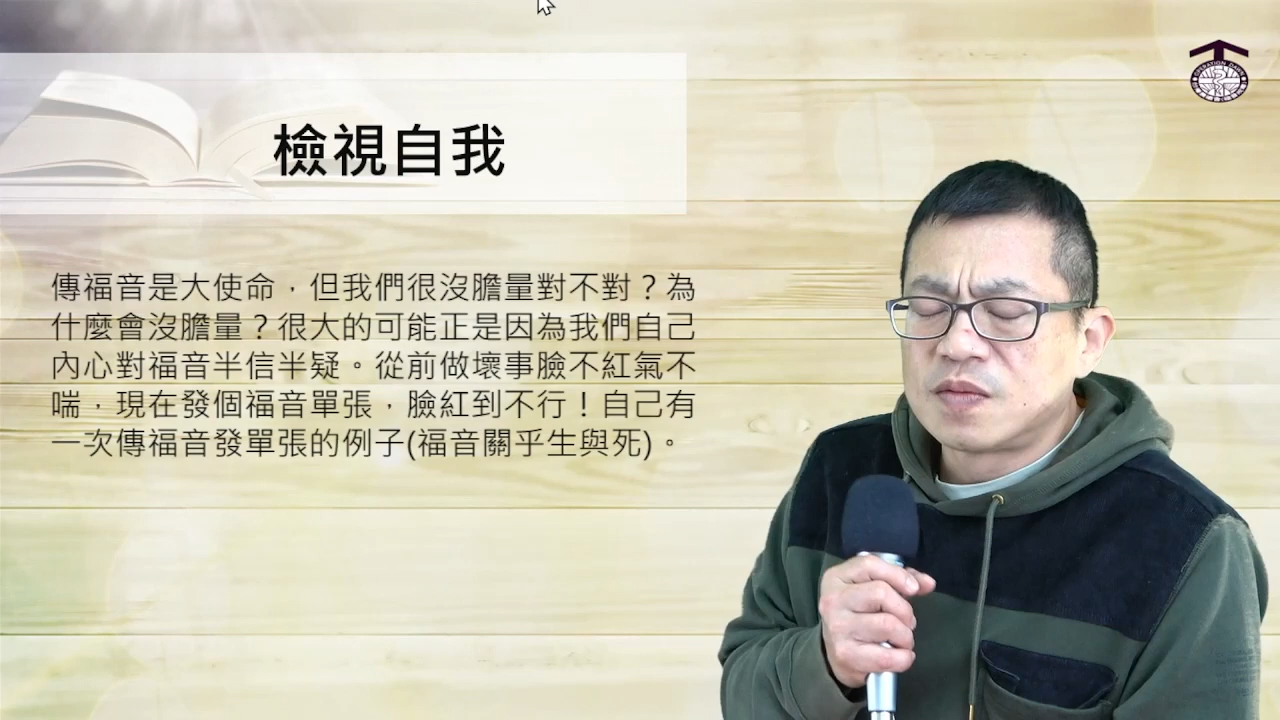 檢視自我
傳福音是大使命，但我們很沒膽量對不對？為
什麼會沒膽量？很大的可能正是因為我們自己
內心對福音半信半疑。從前做壞事臉不紅氣不
喘，現在發個福音單張，臉紅到不行！自己有
一次傳福音發單張的例子(福音關乎生與死)。
OPERATION DAWN